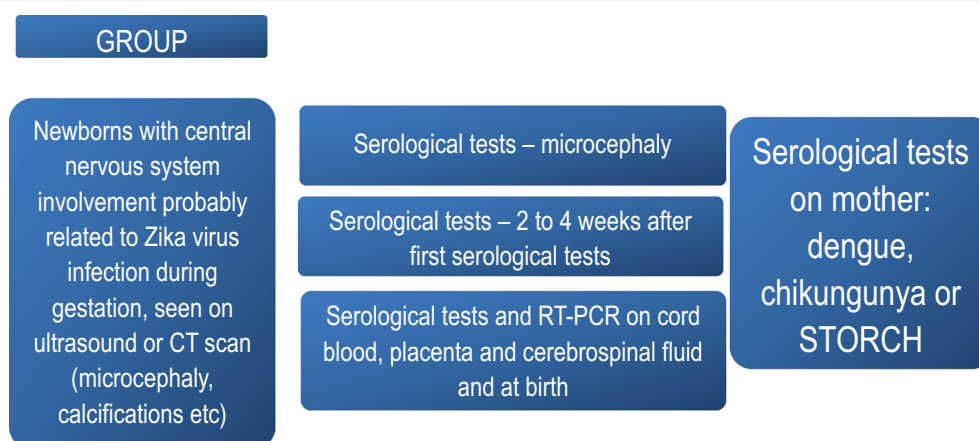 GROUP
Newborns with central
nervous system
involvement probably
related to Zika virus
infection during
gestation, seen on
ultrasound or CT scan
(microcephaly,
calcifications etc)
Serological tests – microcephaly
Serological tests – 2 to 4 weeks after
first serological tests
Serological tests and RT-PCR on cord
blood, placenta and cerebrospinal fluid
and at birth
Serological tests
on mother:
dengue,
chikungunya or
STORCH